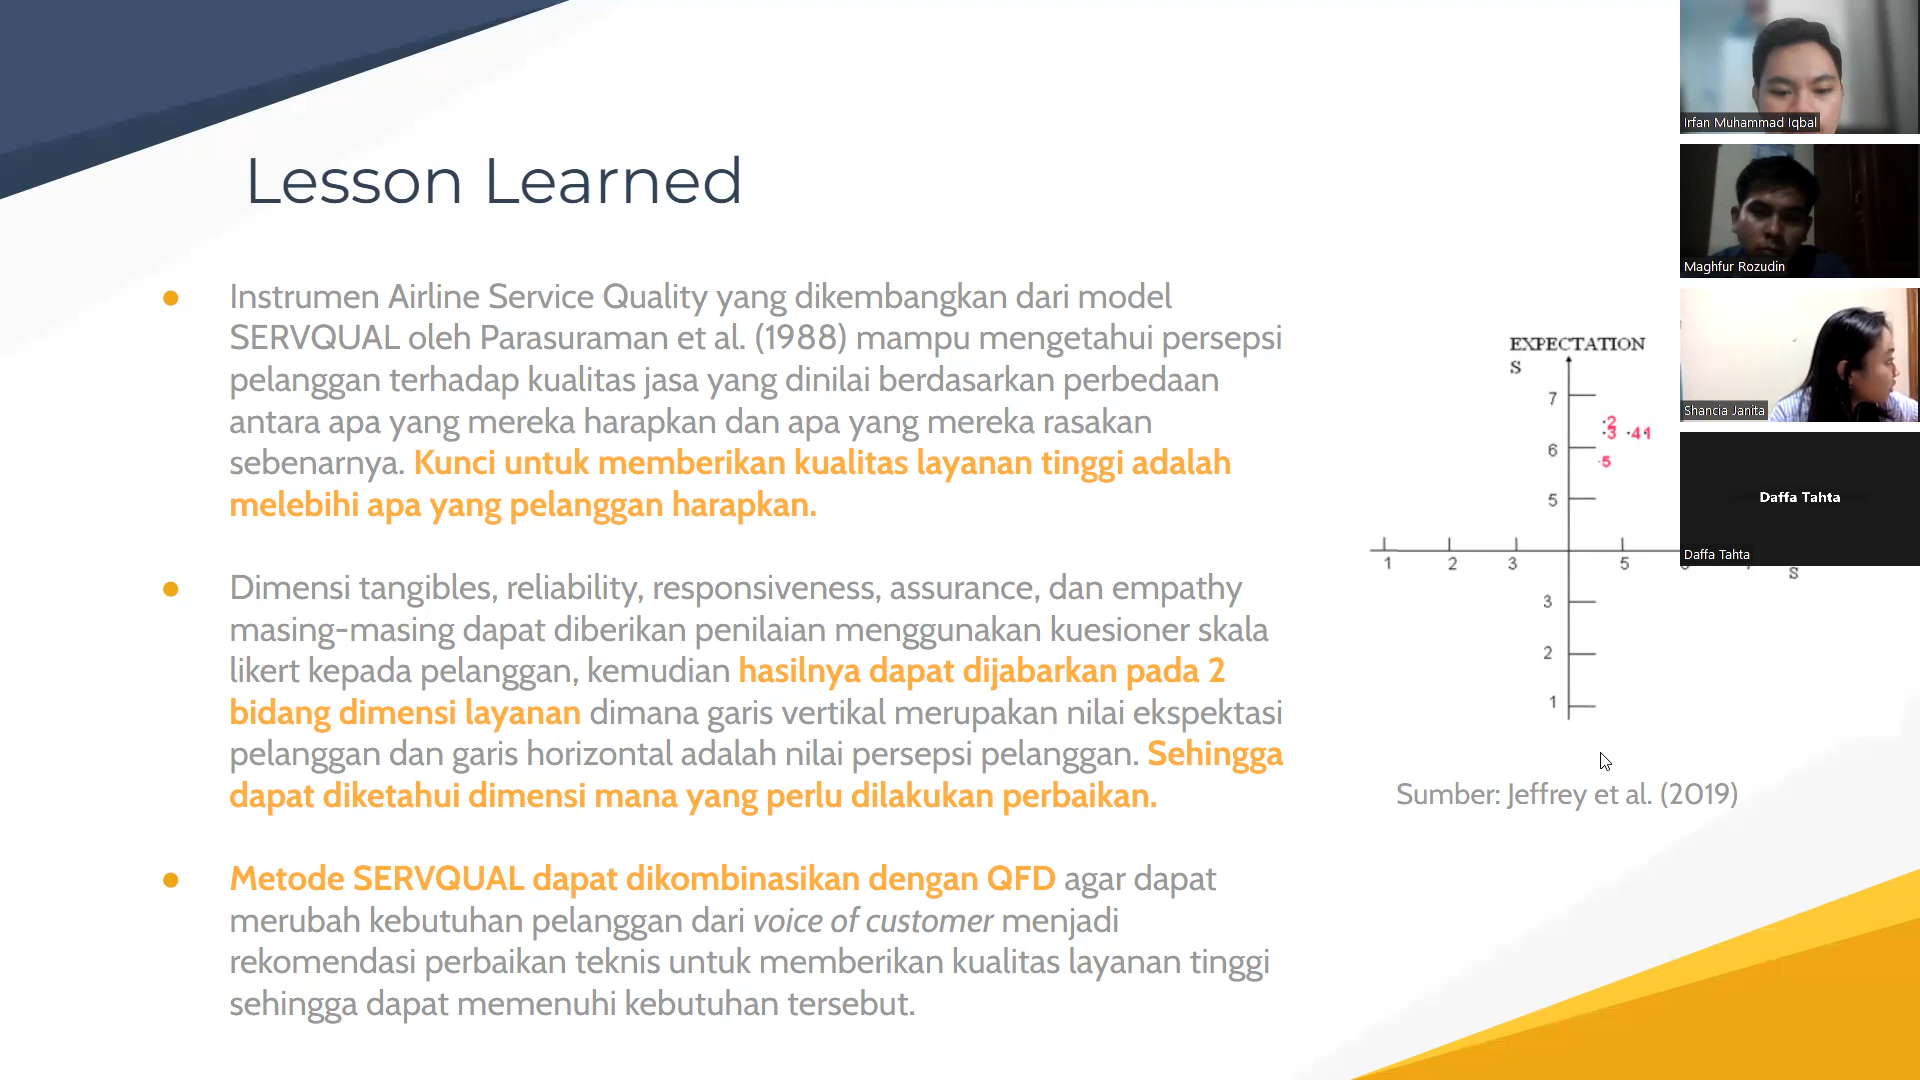 Lesson Learned
Instrumen Airline Service Quality yang dikembangkan dari model
SERVQUAL oleh Parasuraman et al. (1988) mampu mengetahui persepsi
pelanggan terhadap kualitas jasa yang dinilai berdasarkan perbedaan
antara apa yang mereka harapkan dan apa yang mereka rasakan
sebenarnya. Kunci untuk memberikan kualitas layanan tinggi adalah
melebihi apa yang pelanggan harapkan.
Dimensi tangibles, reliability, responsiveness, assurance, dan empathy
masing-masing dapat diberikan penilaian menggunakan kuesioner skala
likert kepada pelanggan, kemudian hasilnya dapat dijabarkan pada 2
bidang dimensi layanan dimana garis vertikal merupakan nilai ekspektasi
pelanggan dan garis horizontal adalah nilai persepsi pelanggan. Sehingga
dapat diketahui dimensi mana yang perlu dilakukan perbaikan.
Metode SERVQUAL dapat dikombinasikan dengan QFD agar dapat
merubah kebutuhan pelanggan dari voice of customer menjadi
rekomendasi perbaikan teknis untuk memberikan kualitas layanan tinggi
sehingga dapat memenuhi kebutuhan tersebut.
EXPECTATION
S
7
2
3 41
6
5
5
1 2 3 5
S
3
2
1
Sumber: Jeffrey et al. (2019)
Irfan Muhammad Iqbal
Maghfur Rozudin
Shancia Janita
Daffa Tahta
Daffa Tahta